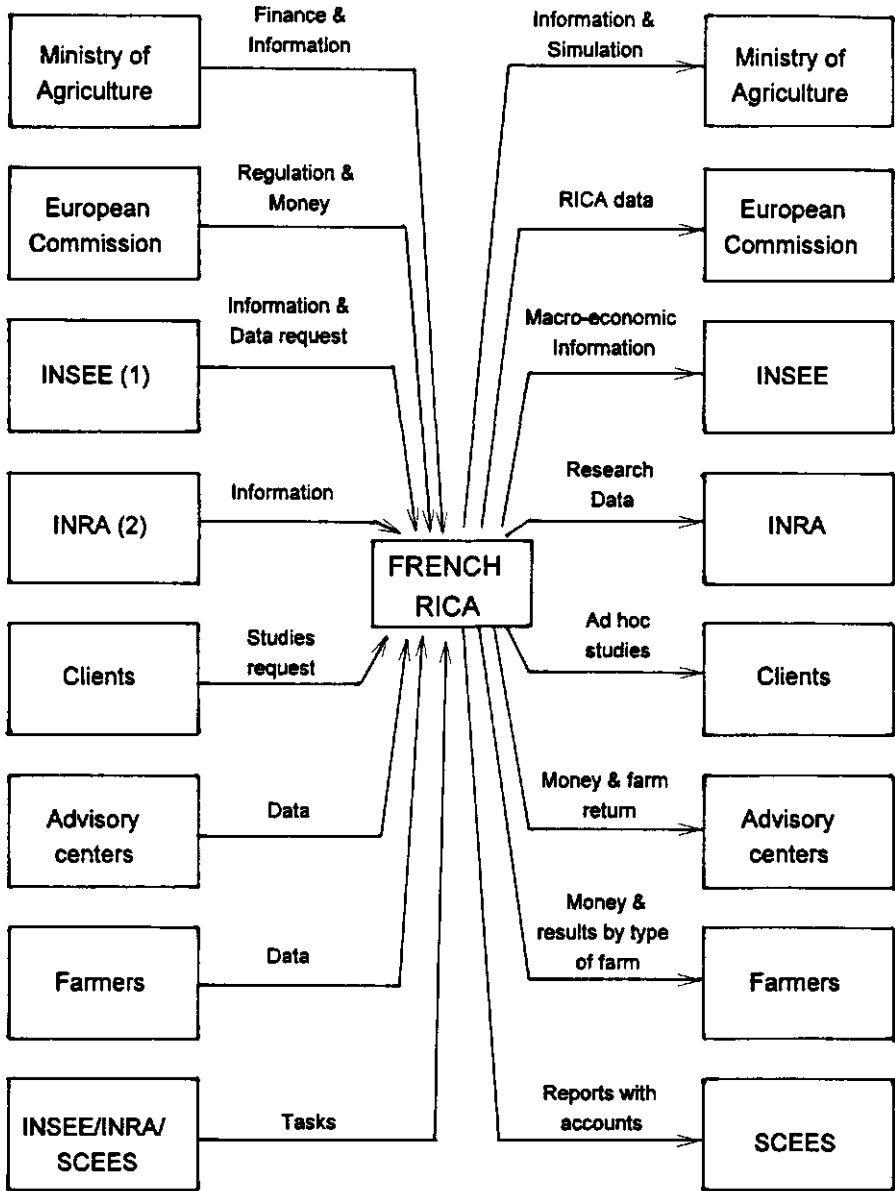 Finance &
Information
Ministry of
Agriculture
Information &
Simulation
Ministry of
Agriculture
Regulation &
Money
European
Commission
RICA data
European
Commission
Information &
Data request
INSEE (1)
Macro-economic
Information
INSEE
Information
INRA (2)
Research
Data
INRA
FRENCH
RICA
Studies
request
Clients
Ad hoc
studies
Clients
Data
Advisory
centers
Money & farm
return
Advisory
centers
Data
Farmers
Money &
results by type
of farm
Farmers
Tasks
INSEE/INRA/
SCEES
Reports with
accounts
SCEES